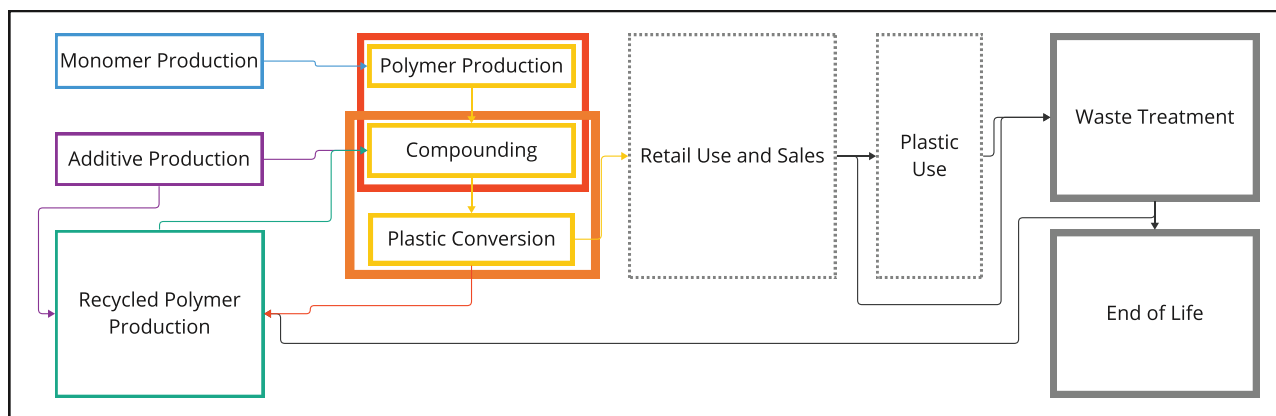 Monomer Production
Polymer Production
Additive Production
Compounding
Plastic Conversion
Recycled Polymer
Production
Retail Use and Sales
Plastic
Use
Waste Treatment
End of Life